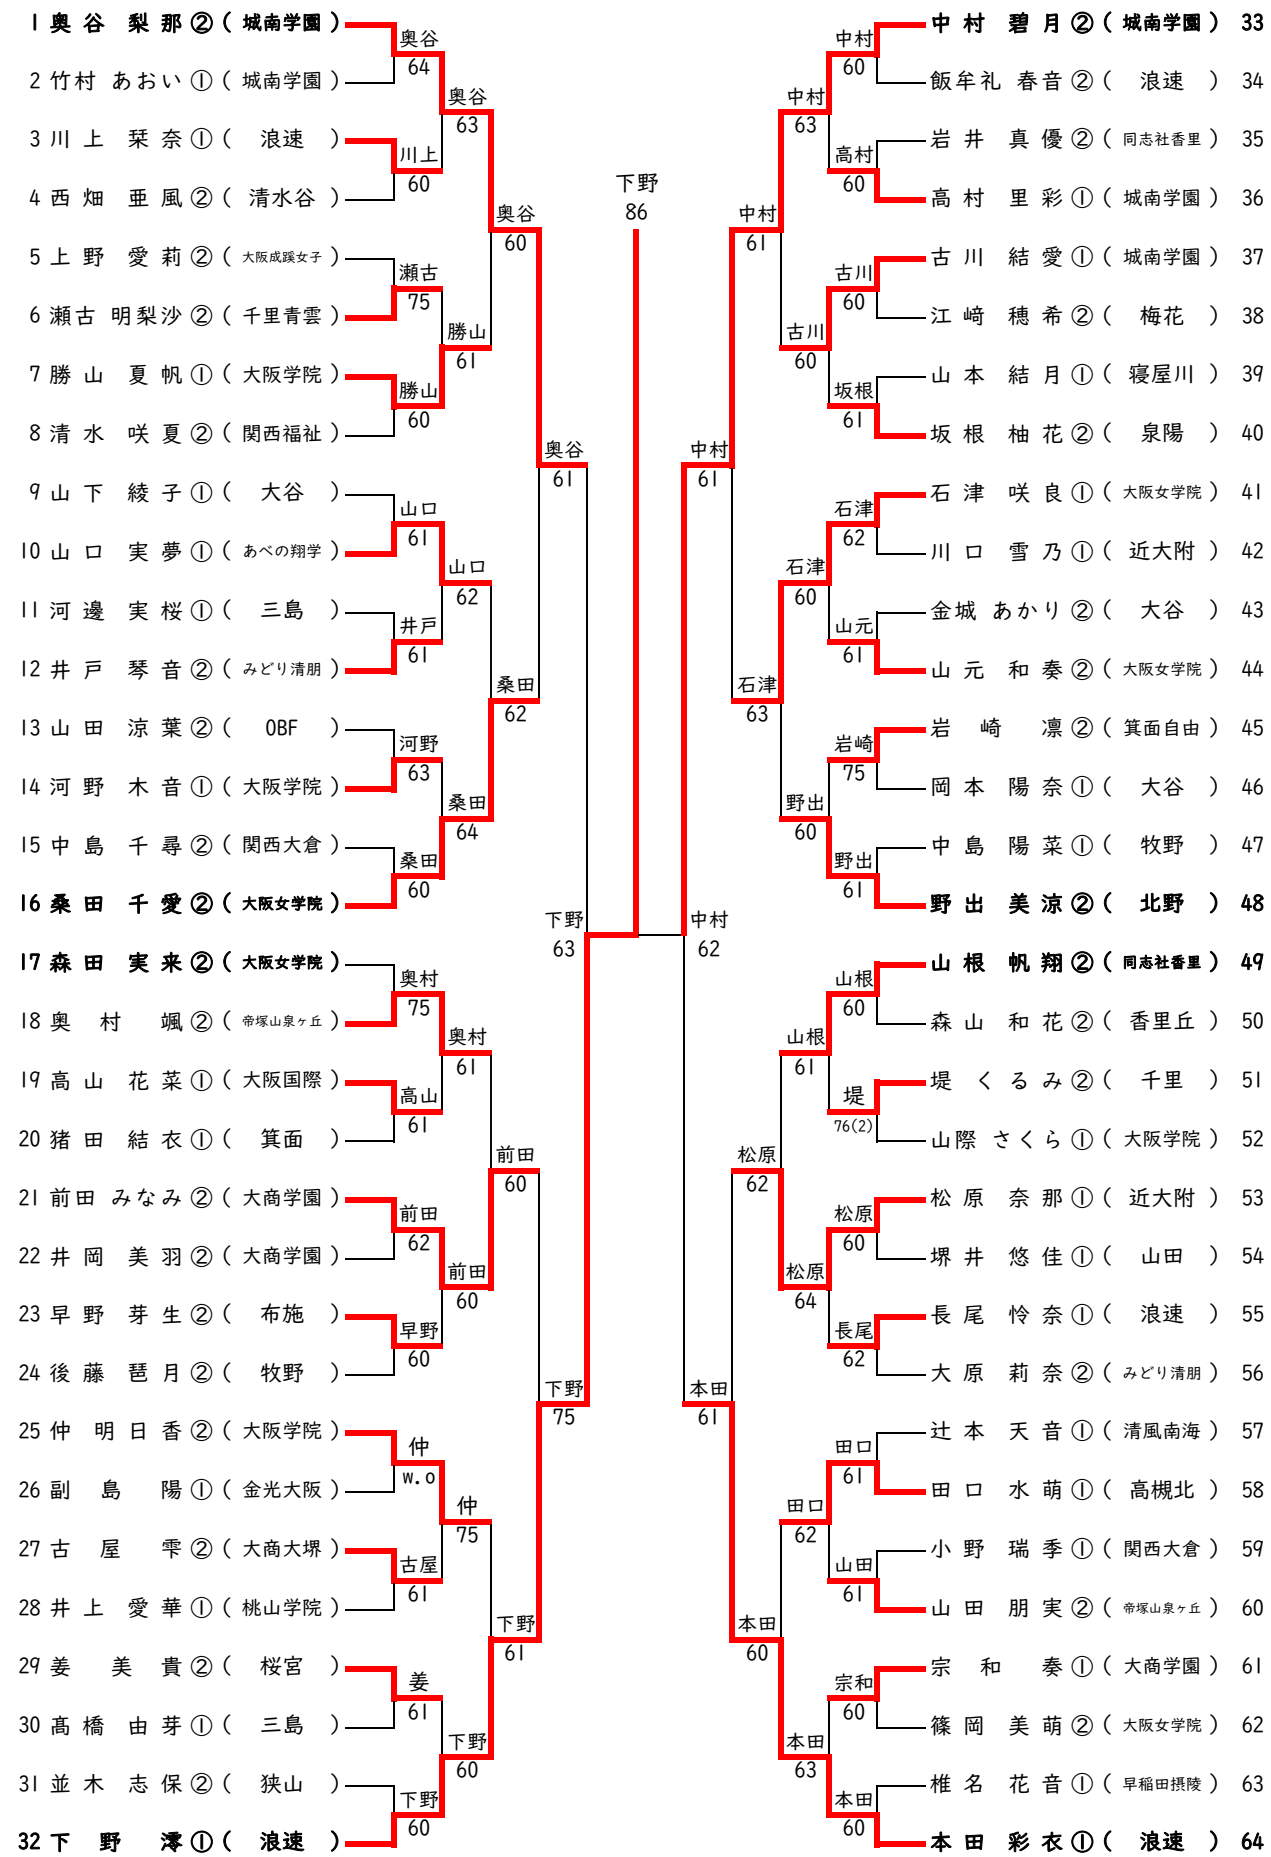 1 奥谷 梨那 ② ( 城南学園 )
2 竹村 あおい ① ( 城南学園 )
3 川上 栞奈 ① ( 浪速 )
4 西畑 亜風 ② ( 清水谷 )
5 上野 愛莉 ② ( 大阪成蹊女子 )
6 瀬古 明梨沙 ② ( 千里青雲 )
7 勝山 夏帆 ① ( 大阪学院 )
8 清水 咲夏 ② ( 関西福祉 )
9 山下 綾子 ① ( 大谷 )
10 山口 実夢 ① ( あべの翔学 )
11 河邊 実桜 ① ( 三島 )
12 井戸 琴音 ② ( みどり清朋 )
13 山田 涼葉 ② ( OBF )
14 河野 木音 ① ( 大阪学院 )
15 中島 千尋 ② ( 関西大倉 )
16 桑田 千愛 ② ( 大阪女学院 )
17 森田 実来 ② ( 大阪女学院 )
18 奥村 颯 ② ( 帝塚山泉ヶ丘 )
19 高山 花菜 ① ( 大阪国際 )
20 猪田 結衣 ① ( 箕面 )
21 前田 みなみ ② ( 大商学園 )
22 井岡 美羽 ② ( 大商学園 )
23 早野 芽生 ② ( 布施 )
24 後藤 琶月 ② ( 牧野 )
25 仲 明日香 ② ( 大阪学院 )
26 副島 陽 ① ( 金光大阪 )
27 古屋 雫 ② ( 大商大堺 )
28 井上 愛華 ① ( 桃山学院 )
29 姜 美貴 ② ( 桜宮 )
30 髙橋 由芽 ① ( 三島 )
31 並木 志保 ② ( 狭山 )
32 下野 澪 ① ( 浪速 )
奥谷
64
川上
60
瀬古
75
勝山
60
山口
61
井戸
61
河野
63
桑田
60
奥村
75
高山
61
前田
62
早野
60
仲
w.o
古屋
61
姜
61
下野
60
奥谷
63
勝山
61
山口
62
桑田
64
奥村
61
前田
60
仲
75
下野
60
奥谷
60
桑田
62
前田
60
下野
61
奥谷
61
下野
75
下野
63
下野
86
中村
62
中村
61
本田
61
中村
61
石津
63
松原
62
本田
60
中村
63
古川
60
石津
60
野出
60
山根
61
松原
64
田口
62
本田
63
中村
60
高村
60
古川
60
坂根
61
石津
62
山元
61
岩崎
75
野出
61
山根
60
堤
76(2)
松原
60
長尾
62
田口
61
山田
61
宗和
60
本田
60
中村 碧月 ② ( 城南学園 ) 33
飯牟礼 春音 ② ( 浪速 ) 34
岩井 真優 ② ( 同志社香里 ) 35
高村 里彩 ① ( 城南学園 ) 36
古川 結愛 ① ( 城南学園 ) 37
江﨑 穂希 ② ( 梅花 ) 38
山本 結月 ① ( 寝屋川 ) 39
坂根 柚花 ② ( 泉陽 ) 40
石津 咲良 ① ( 大阪女学院 ) 41
川口 雪乃 ① ( 近大附 ) 42
金城 あかり ② ( 大谷 ) 43
山元 和奏 ② ( 大阪女学院 ) 44
岩崎 凛 ② ( 箕面自由 ) 45
岡本 陽奈 ① ( 大谷 ) 46
中島 陽菜 ① ( 牧野 ) 47
野出 美涼 ② ( 北野 ) 48
山根 帆翔 ② ( 同志社香里 ) 49
森山 和花 ② ( 香里丘 ) 50
堤 くるみ ② ( 千里 ) 51
山際 さくら ① ( 大阪学院 ) 52
松原 奈那 ① ( 近大附 ) 53
堺井 悠佳 ① ( 山田 ) 54
長尾 怜奈 ① ( 浪速 ) 55
大原 莉奈 ② ( みどり清朋 ) 56
辻本 天音 ① ( 清風南海 ) 57
田口 水萌 ① ( 高槻北 ) 58
小野 瑞季 ① ( 関西大倉 ) 59
山田 朋実 ② ( 帝塚山泉ヶ丘 ) 60
宗和 奏 ① ( 大商学園 ) 61
篠岡 美萌 ② ( 大阪女学院 ) 62
椎名 花音 ① ( 早稲田摂陵 ) 63
本田 彩衣 ① ( 浪速 ) 64